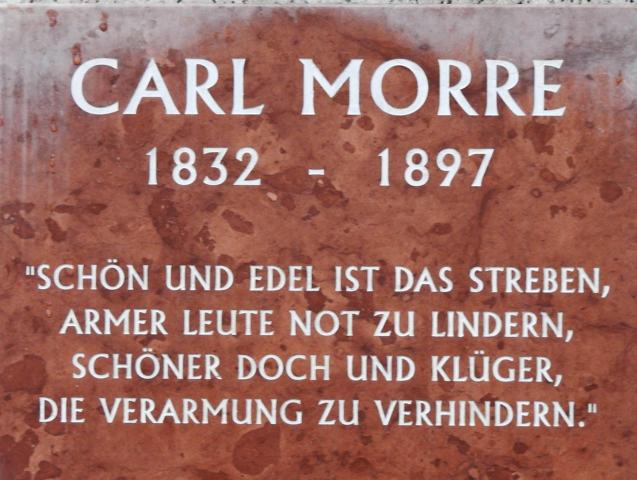 CARL MORRE
1832 - 1897
"SCHÖN UND EDEL IST DAS STREBEN,
ARMER LEUTE NOT ZU LINDERN,
SCHÖNER DOCH UND KLÜGER,
DIE VERARMUNG ZU VERHINDERN."